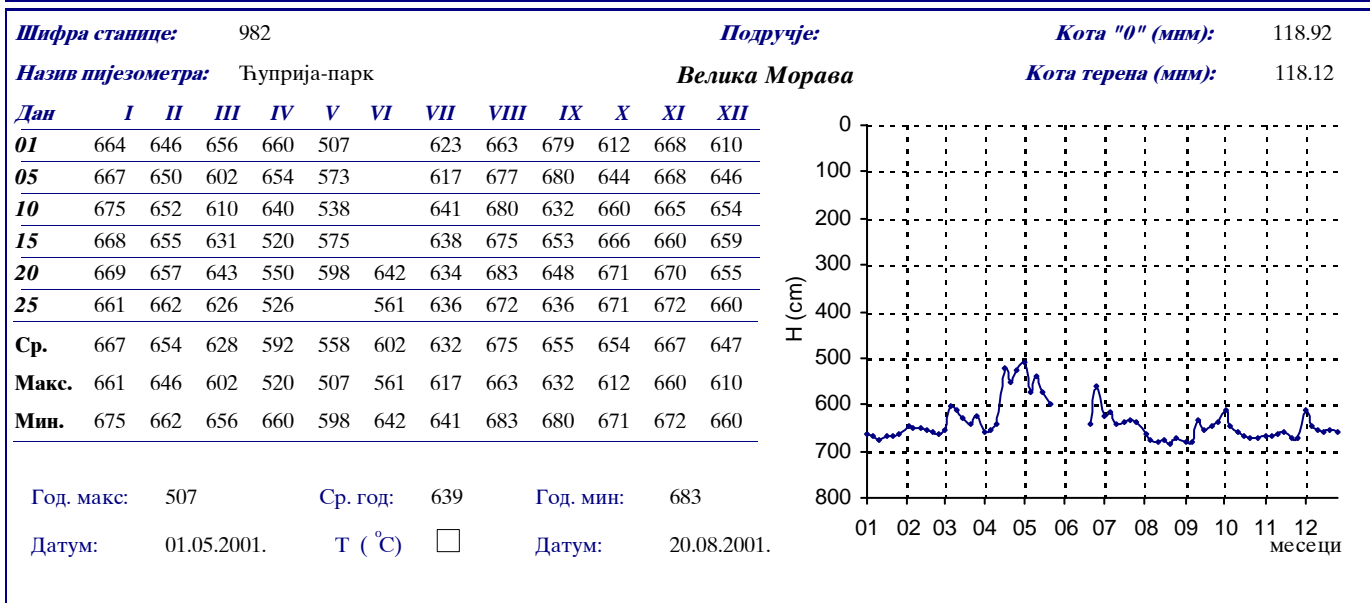 Шифра станице: 982 Подручје: Кота "0" (мнм): 118.92
Назив пијезометра: Ћуприја-парк Велика Морава Кота терена (мнм): 118.12
Дан I II III IV V VI VII VIII IX X XI XII
01 664 646 656 660 507 623 663 679 612 668 610
05 667 650 602 654 573 617 677 680 644 668 646
10 675 652 610 640 538 641 680 632 660 665 654
15 668 655 631 520 575 638 675 653 666 660 659
20 669 657 643 550 598 642 634 683 648 671 670 655
25 661 662 626 526 561 636 672 636 671 672 660
Ср. 667 654 628 592 558 602 632 675 655 654 667 647
Макс. 661 646 602 520 507 561 617 663 632 612 660 610
Мин. 675 662 656 660 598 642 641 683 680 671 672 660
Год. макс: 507 Ср. год: 639 Год. мин: 683
Датум: 01.05.2001. Т ( °C) Датум: 20.08.2001.
0
100
200
300
400
500
600
700
800
H (cm)
01 02 03 04 05 06 07 08 09 10 11 12
месеци